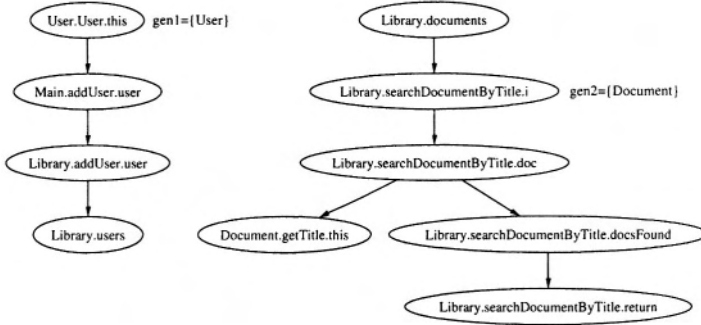 User.User.this
gen1={User}
Main.addUser.user
Library.addUser.user
Library.users
Library.documents
Library.searchDocumentByTitle.i
gen2={Document}
Library.searchDocumentByTitle.doc
Document.getTitle.this
Library.searchDocumentByTitle.docsFound
Library.searchDocumentByTitle.return